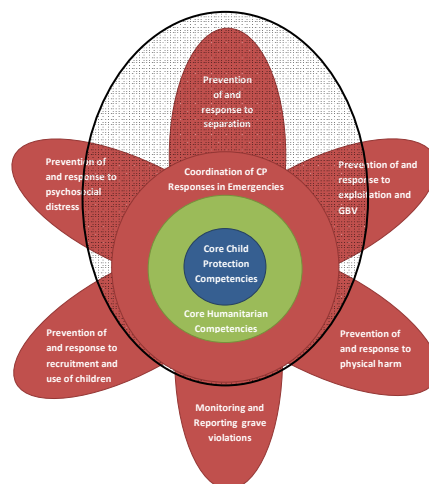 Prevention
of and
response to
separation
Prevention of
and response to
psychosocial
distress
Coordination of CP
Responses in Emergencies
Prevention of and
response to
exploitation and
GBV
Core Child
Protection
Competencies
Core Humanitarian
Competencies
Prevention of
and response to
recruitment and
use of children
Prevention of
and response to
physical harm
Monitoring and
Reporting grave
violations